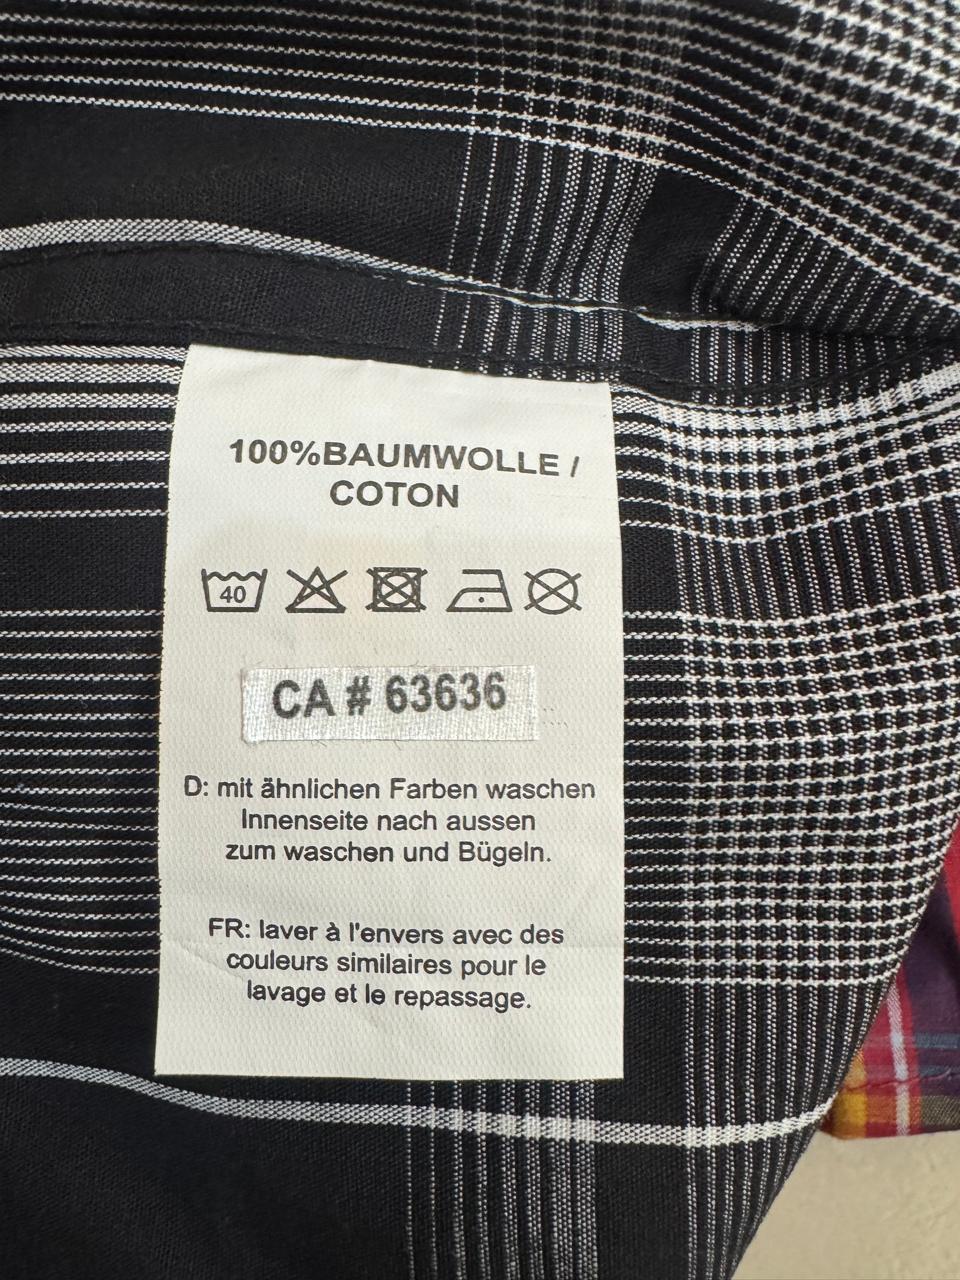 100%BAUMWOLLE /
COTON
40
CA # 63636
D: mit ähnlichen Farben waschen
Innenseite nach aussen
zum waschen und Bügeln.
FR: laver à l'envers avec des
couleurs similaires pour le
lavage et le repassage.